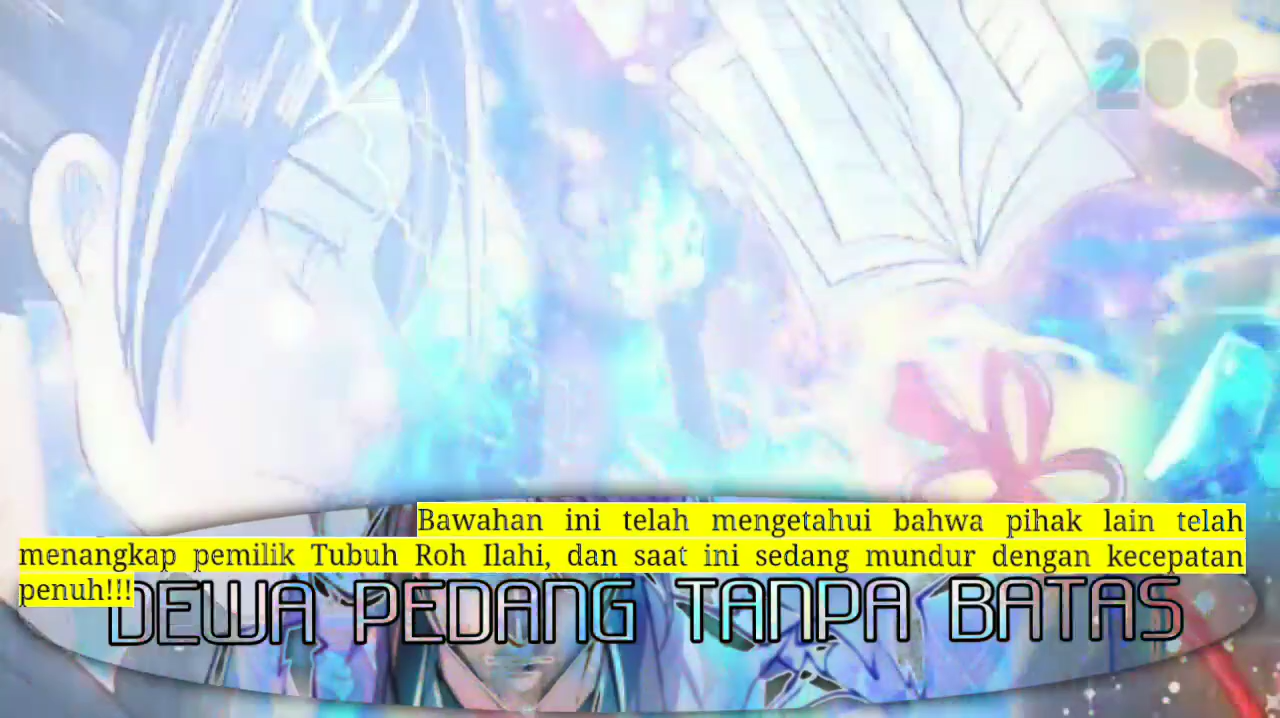 208
Bawahan ini telah mengetahui bahwa pihak lain telah
menangkap pemilik Tubuh Roh Ilahi, dan saat ini sedang mundur dengan kecepatan
penuh!!!
DEWA PEDANG TANPA BATAS